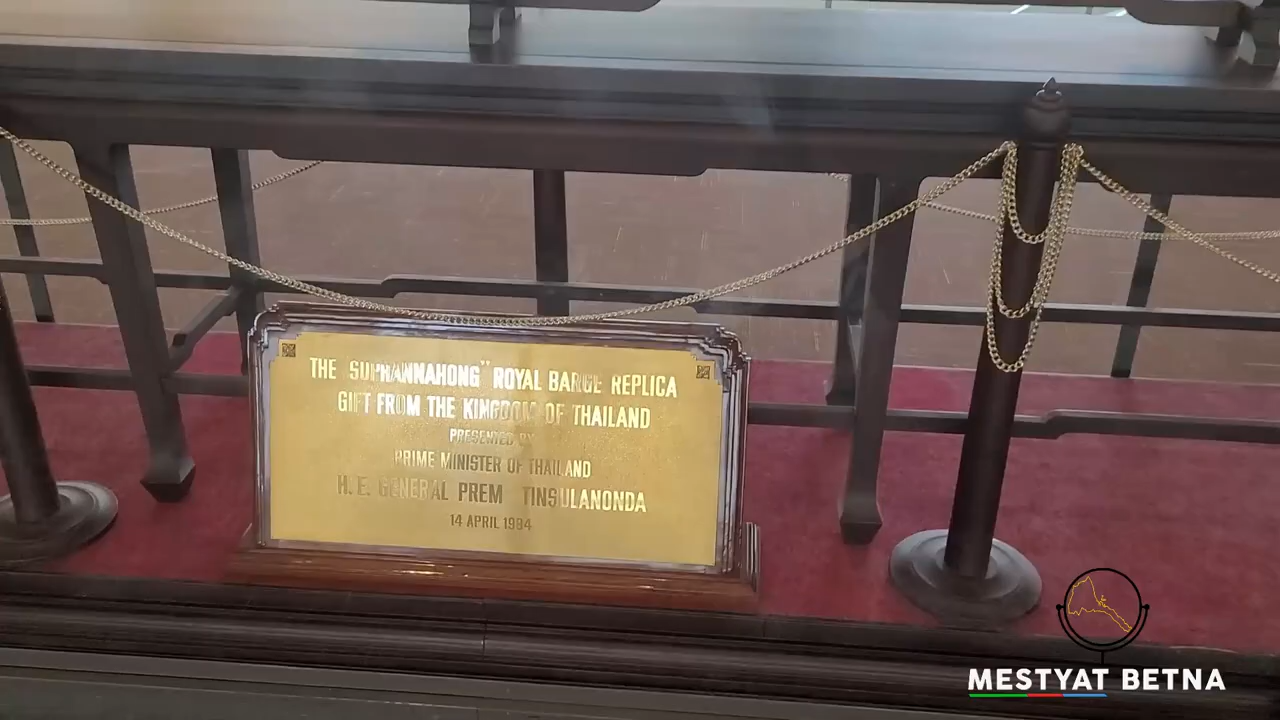 THE SUPHANNAHONG" ROYAL BARGE REPLICA
GIFT FROM THE KINGDOM OF THAILAND
PRESENTED BY
PRIME MINISTER OF THAILAND
H. E. GENERAL PREM TINSULANONDA
14 APRIL 1984
MESTYAT BETNA